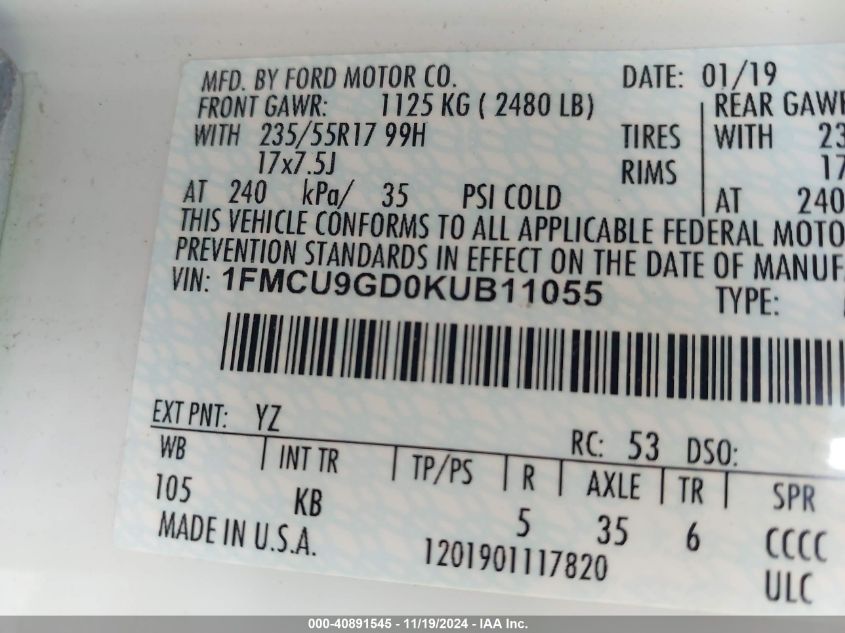 MFD. BY FORD MOTOR CO. DATE: 01/19
FRONT GAWR: 1125 KG ( 2480 LB) REAR GAWR
WITH 235/55R17 99H TIRES WITH 23
17x7.5J RIMS 17
AT 240 kPa/ 35 PSI COLD AT 240
THIS VEHICLE CONFORMS TO ALL APPLICABLE FEDERAL MOTO
PREVENTION STANDARDS IN EFFECT ON THE DATE OF MANUF
VIN: 1FMCU9GD0KUB11055 TYPE:
EXT PNT: YZ RC: 53 DSO:
WB INT TR TP/PS R AXLE TR SPR
105 KB 5 35 6 CCCC
MADE IN U.S.A. 1201901117820 ULC
000-40891545 - 11/19/2024 - IAAI Inc.